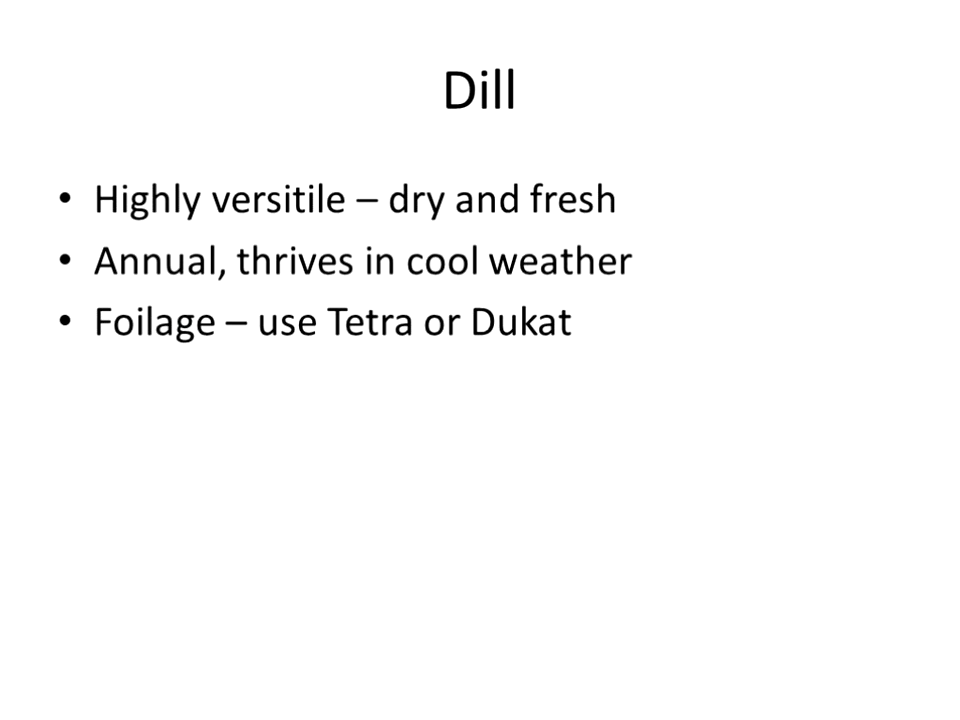 Dill
• Highly versitile – dry and fresh
• Annual, thrives in cool weather
• Foilage – use Tetra or Dukat